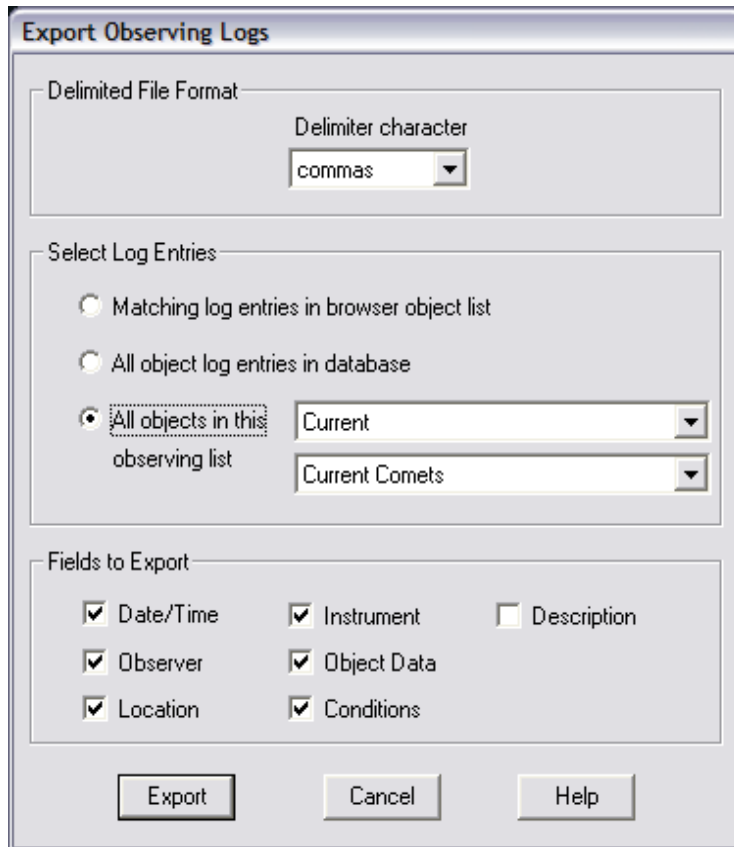 Export Observing Logs
Delimited File Format
Delimiter character
commas
Select Log Entries
Matching log entries in browser object list
All object log entries in database
All objects in this
observing list
Current
Current Comets
Fields to Export
Date/Time Instrument Description
Observer Object Data
Location Conditions
Export Cancel Help